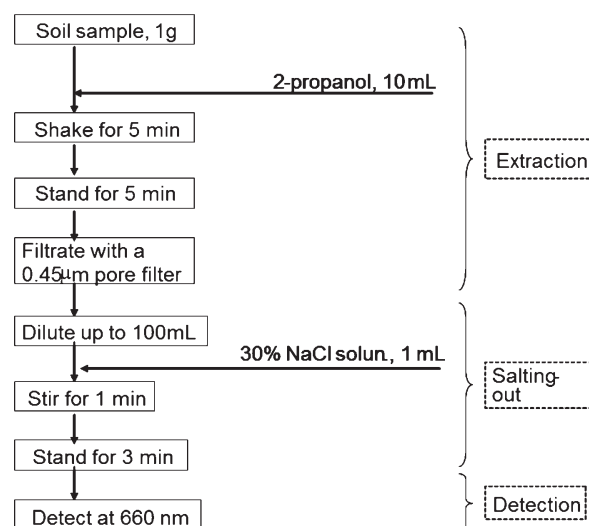 Soil sample, 1g
2-propanol, 10mL
Shake for 5 min
Extraction
Stand for 5 min
Filtrate with a
0.45µm pore filter
Dilute up to 100mL
30% NaCl solun., 1 mL
Salting-
out
Stir for 1 min
Stand for 3 min
Detection
Detect at 660 nm